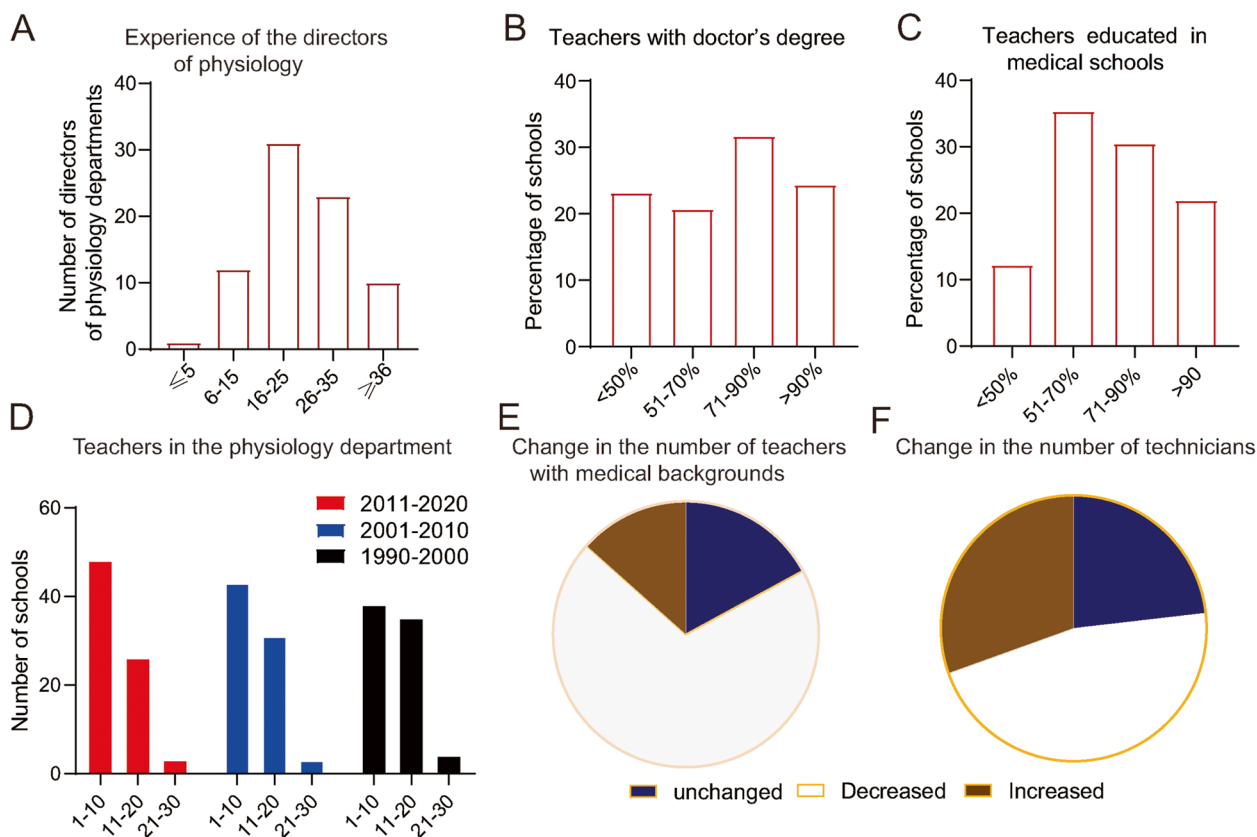 A
Experience of the directors
of physiology
Number of directors
of physiology departments
40
30
20
10
0
⩽5
6-15
16-25
26-35
⩾36
B
Teachers with doctor's degree
Percentage of schools
40
30
20
10
0
<50%
51-70%
71-90%
>90%
C
Teachers educated in
medical schools
Percentage of schools
40
30
20
10
0
<50%
51-70%
71-90%
>90
D
Teachers in the physiology department
Number of schools
60
40
20
0
2011-2020
2001-2010
1990-2000
1-10
11-20
21-30
1-10
11-20
21-30
1-10
11-20
21-30
E
Change in the number of teachers
with medical backgrounds
F
Change in the number of technicians
unchanged
Decreased
Increased